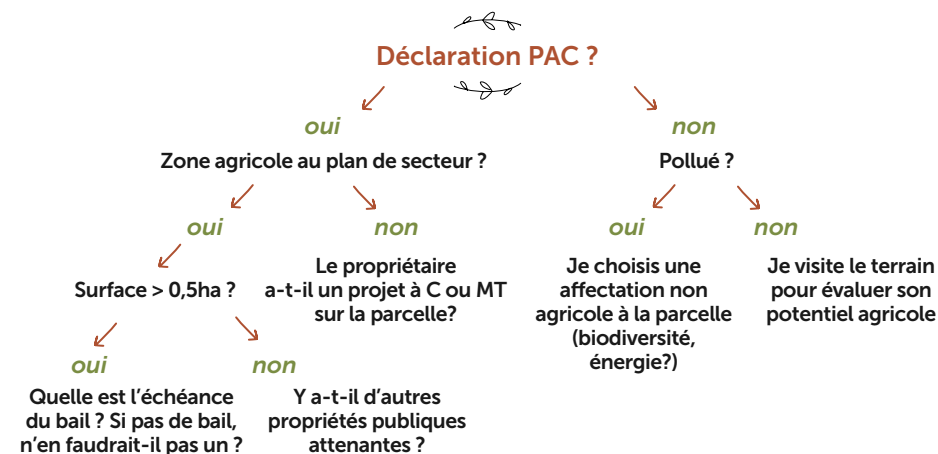 Déclaration PAC ?
oui
non
Zone agricole au plan de secteur ?
Pollué ?
oui
non
oui
non
Surface > 0,5ha ?
Le propriétaire
a-t-il un projet à C ou MT
sur la parcelle?
Je choisis une
affectation non
agricole à la parcelle
(biodiversité,
énergie?)
Je visite le terrain
pour évaluer son
potentiel agricole
oui
non
Quelle est l’échéance
du bail ? Si pas de bail,
n’en faudrait-il pas un ?
Y a-t-il d’autres
propriétés publiques
attenantes ?